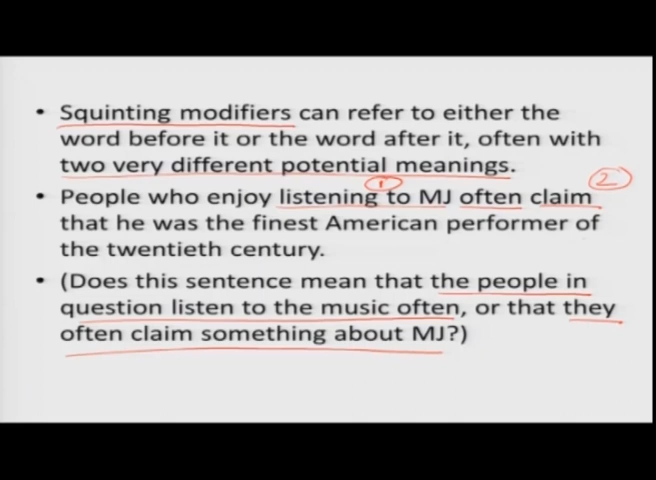 • Squinting modifiers can refer to either the
word before it or the word after it, often with
two very different potential meanings.
1 2
• People who enjoy listening to MJ often claim
that he was the finest American performer of
the twentieth century.
• (Does this sentence mean that the people in
question listen to the music often, or that they
often claim something about MJ?)